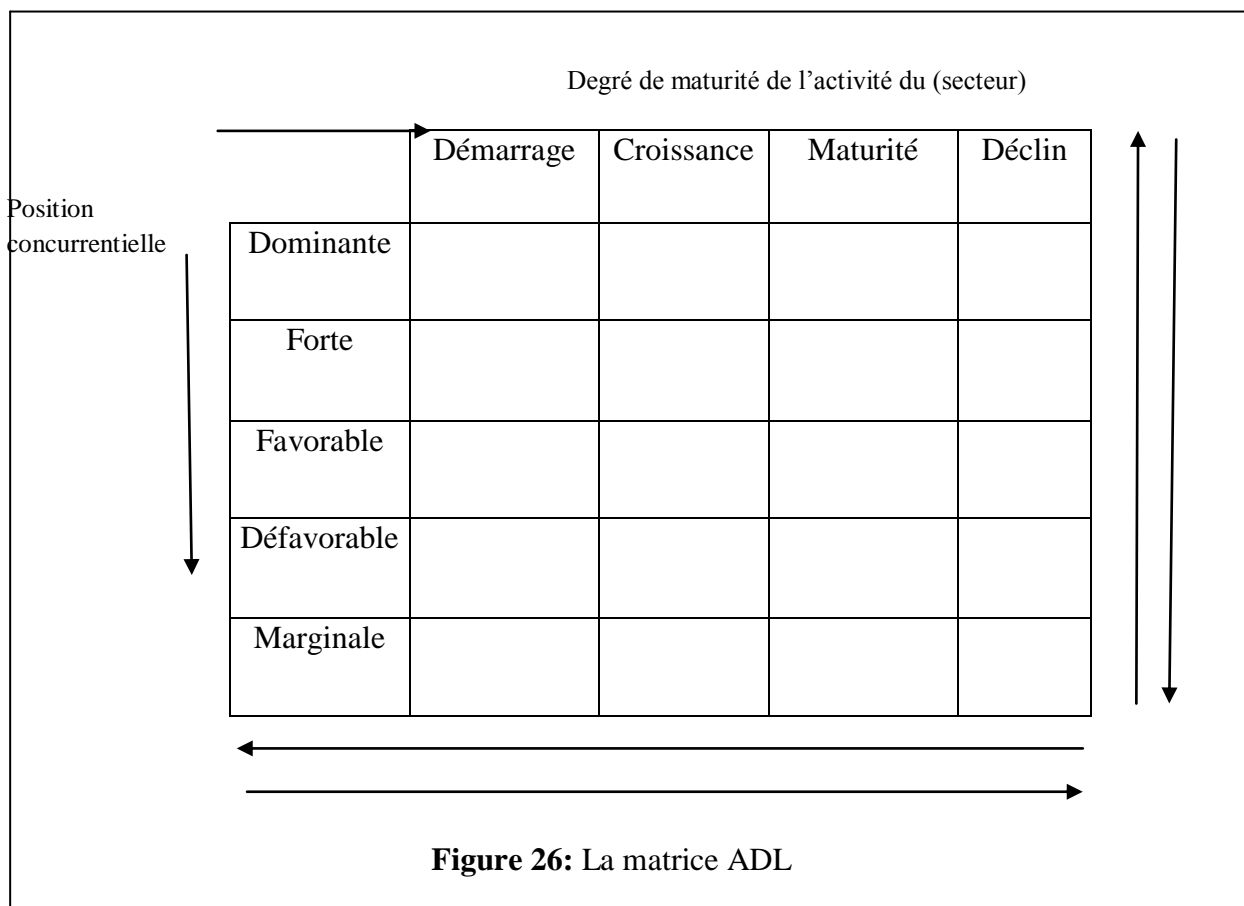 Degré de maturité de l’activité du (secteur)
Démarrage Croissance Maturité Déclin
Position
concurrentielle
Dominante
Forte
Favorable
Défavorable
Marginale
Figure 26: La matrice ADL